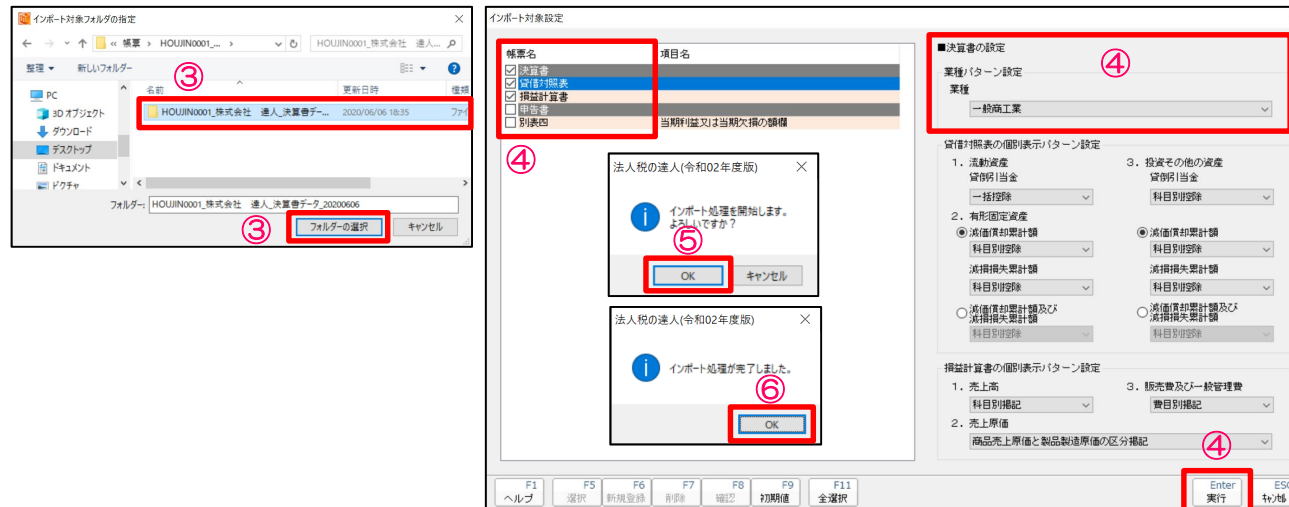 インポート対象フォルダの指定
« 帳票 › HOUJIN0001_... ›
HOUJIN0001_株式会社 達人...
整理
新しいフォルダー
③
名前
更新日時
種類
PC
3D オブジェクト
ダウンロード
デスクトップ
ドキュメント
ピクチャ
HOUJIN0001_株式会社 達人_決算書デー...
2020/06/06 18:35
フォルダー: HOUJIN0001_株式会社 達人_決算書データ_20200606
③
フォルダーの選択
キャンセル
インポート対象設定
帳票名
項目名
決算書
貸借対照表
損益計算書
申告書
別表四
当期利益又は当期欠損の額欄
④
法人税の達人(令和02年度版)
インポート処理を開始します。
よろしいですか?
⑤
OK
キャンセル
法人税の達人(令和02年度版)
インポート処理が完了しました。
⑥
OK
■決算書の設定
④
業種パターン設定
業種
一般商工業
貸借対照表の個別表示パターン設定
1. 流動資産
貸倒引当金
一括控除
3. 投資その他の資産
貸倒引当金
科目別控除
2. 有形固定資産
減価償却累計額
科目別控除
減損損失累計額
科目別控除
減価償却累計額及び
減損損失累計額
科目別控除
減価償却累計額
科目別控除
減損損失累計額
科目別控除
減価償却累計額及び
減損損失累計額
科目別控除
損益計算書の個別表示パターン設定
1. 売上高
科目別掲記
3. 販売費及び一般管理費
費目別掲記
2. 売上原価
商品売上原価と製品製造原価の区分掲記
④
F1
ヘルプ
F5
選択
F6
新規登録
F7
削除
F8
確認
F9
初期値
F11
全選択
Enter
実行
ESC
キャンセル